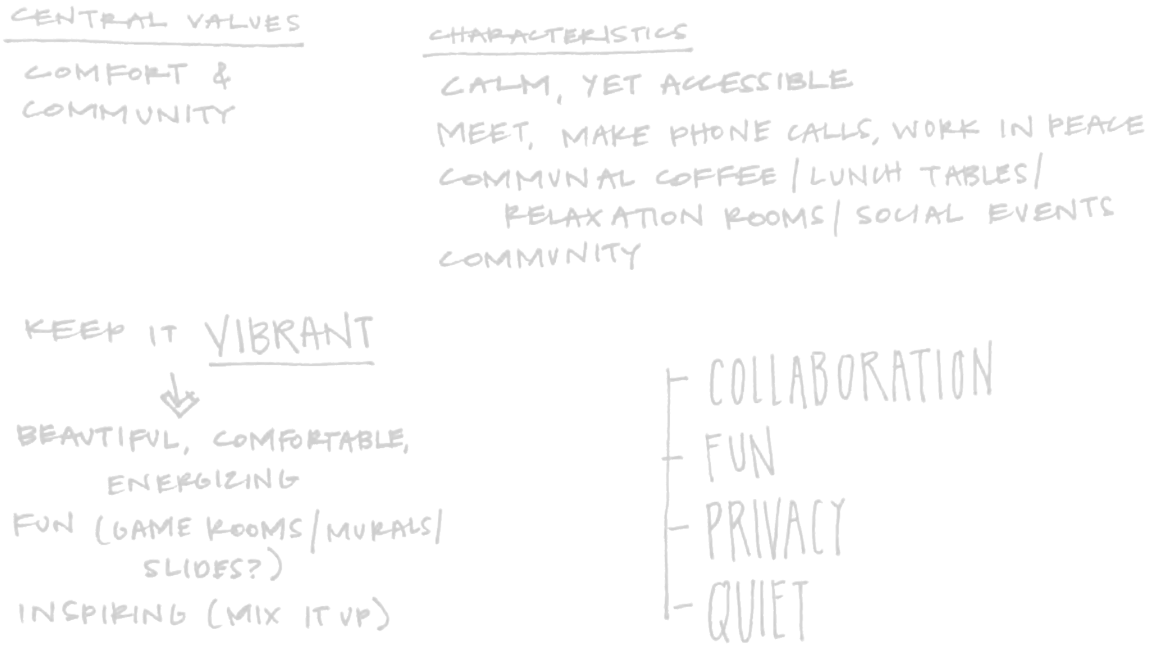 CENTRAL VALUES
COMFORT &
COMMUNITY
CHARACTERISTICS
CALM, YET ACCESSIBLE
MEET, MAKE PHONE CALLS, WORK IN PEACE
COMMUNAL COFFEE / LUNCH TABLES /
RELAXATION ROOMS / SOCIAL EVENTS
COMMUNITY
KEEP IT VIBRANT
BEAUTIFUL, COMFORTABLE,
ENERGIZING
FUN (GAME ROOMS / MURALS /
SLIDES?)
INSPIRING (MIX IT UP)
COLLABORATION
FUN
PRIVACY
QUIET